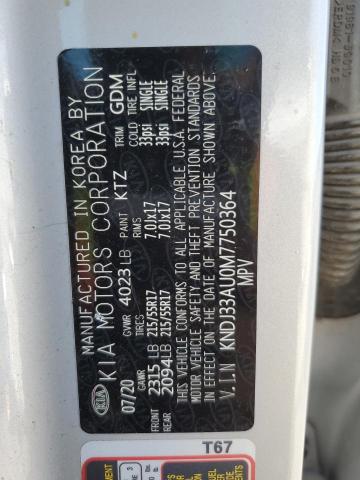 MANUFACTURED IN KOREA BY
KIA KIA MOTORS CORPORATION
07/20 GVWR 4023 LB PAINT KTZ TRIM GDM
GAWR TIRES RIMS COLD TIRE INFL
FRONT 2315 LB 215/55R17 7.0Jx17 33psi SINGLE
REAR 2094LB 215/55R17 7.0Jx17 33psi SINGLE
THIS VEHICLE CONFORMS TO ALL APPLICABLE U.S.A. FEDERAL
MOTOR VEHICLE SAFETY AND THEFT PREVENTION STANDARDS
IN EFFECT ON THE DATE OF MANUFACTURE SHOWN ABOVE.
V.I.N KNDJ33AU0M7750364
MPV
T67